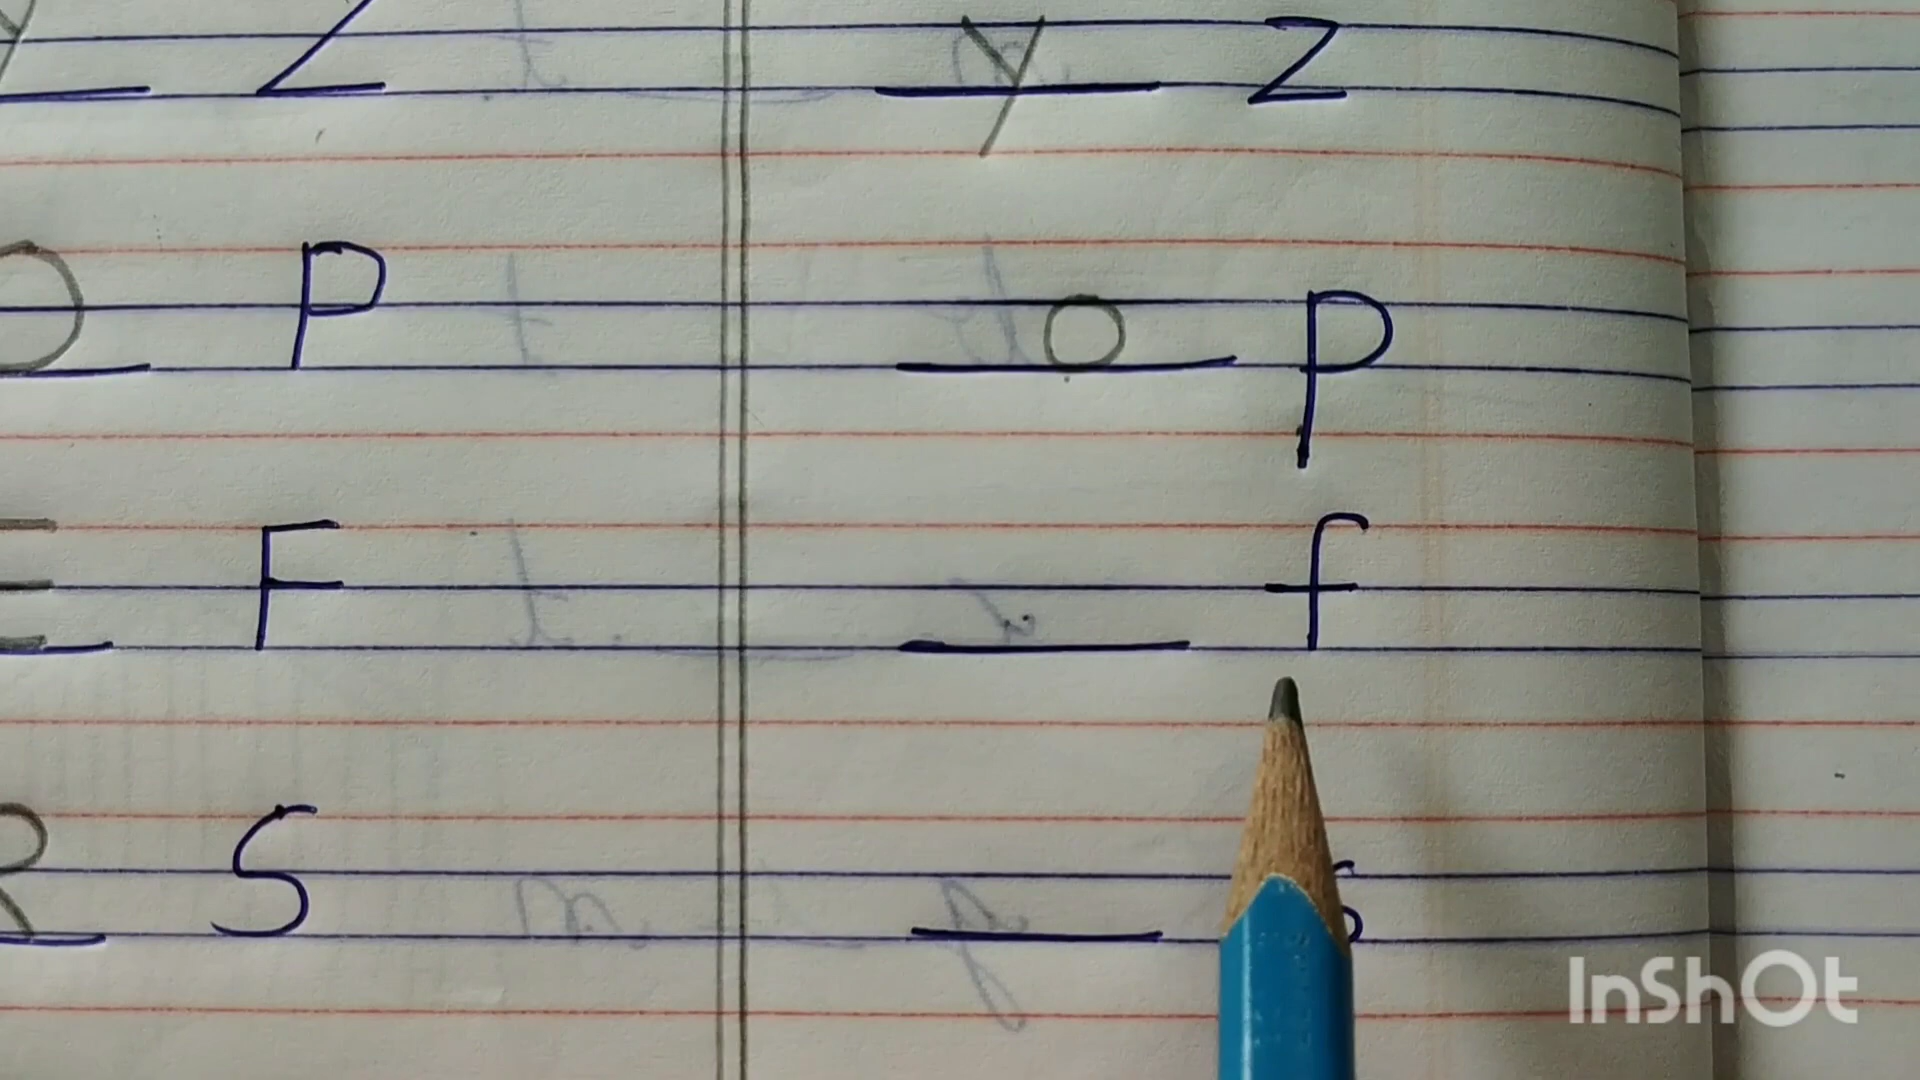 y Z y z
O P o p
E F f
R S s
InShOt